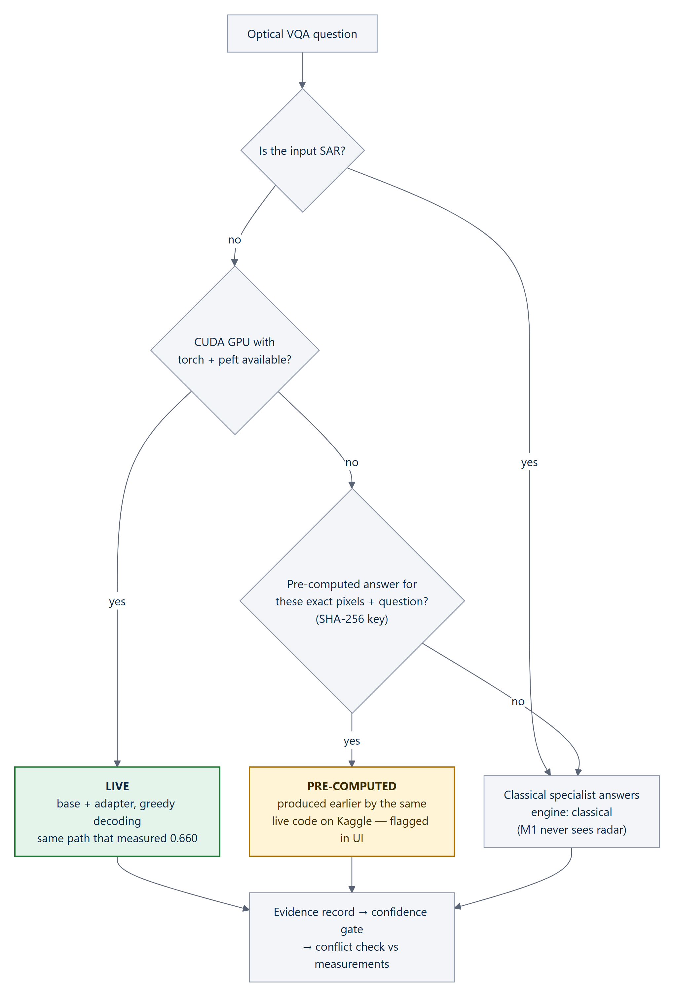 Optical VQA question
Is the input SAR?
no
CUDA GPU with
torch + peft available?
no
yes
Pre-computed answer for
these exact pixels + question?
(SHA-256 key)
yes
no
yes
LIVE
base + adapter, greedy
decoding
same path that measured 0.660
PRE-COMPUTED
produced earlier by the same
live code on Kaggle — flagged
in UI
Classical specialist answers
engine: classical
(M1 never sees radar)
Evidence record → confidence
gate
→ conflict check vs
measurements